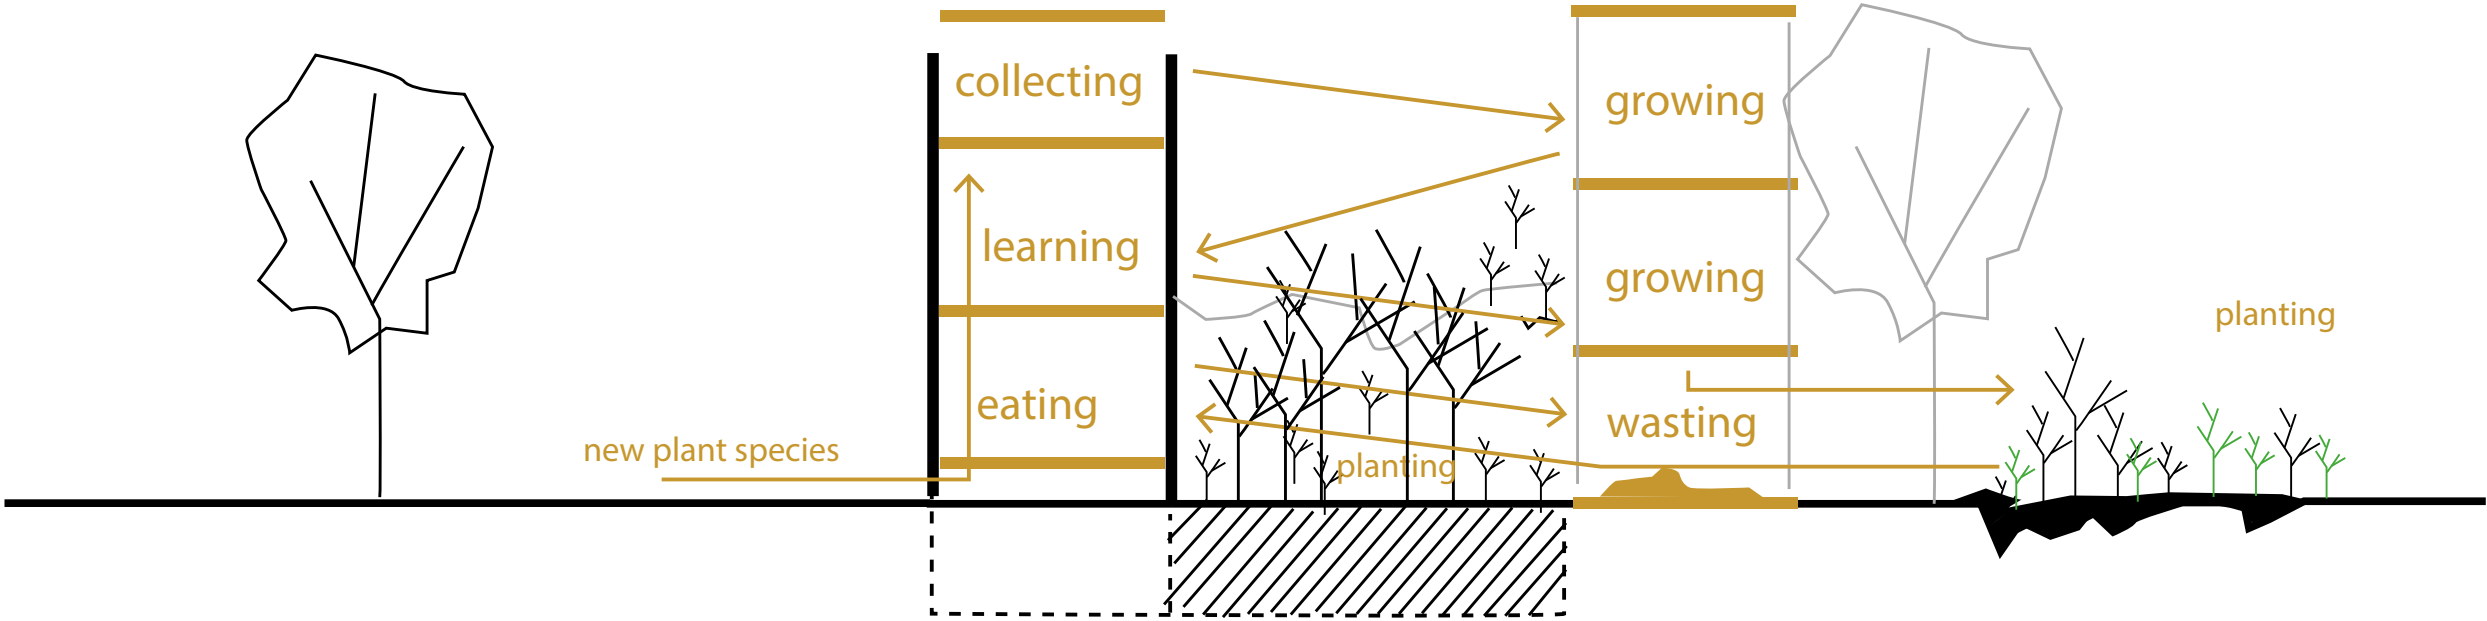 collecting
growing
learning
growing
planting
eating
wasting
new plant species
planting